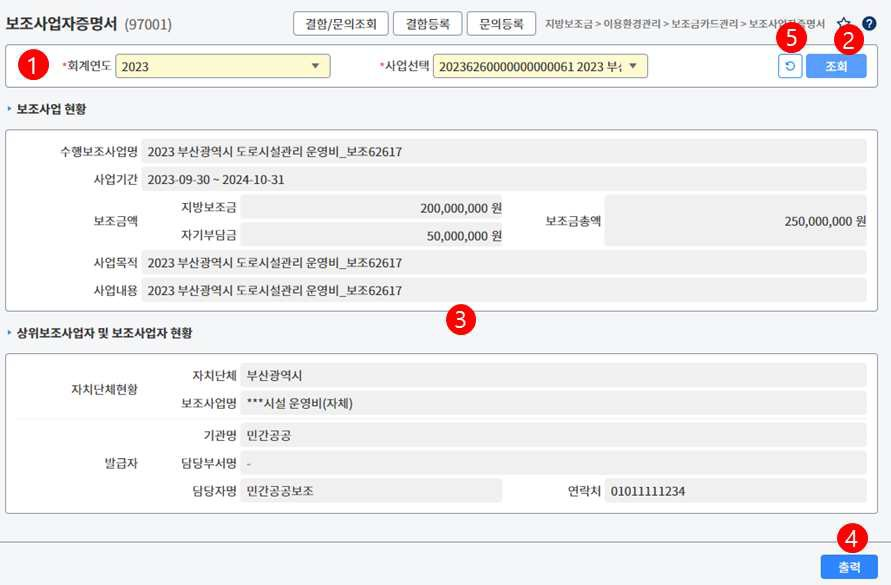 보조사업자증명서 (97001) 결함/문의조회 결함등록 문의등록 지방보조금 > 이용환경관리 > 보조금카드관리 > 보조사업자증명서 ?
5 2
1 *회계연도 2023 *사업선택 20236260000000000061 2023 부 조회
보조사업 현황
수행보조사업명 2023 부산광역시 도로시설관리 운영비_보조62617
사업기간 2023-09-30 ~ 2024-10-31
보조금액 지방보조금 200,000,000 원 보조금총액 250,000,000 원
자기부담금 50,000,000 원
사업목적 2023 부산광역시 도로시설관리 운영비_보조62617
사업내용 2023 부산광역시 도로시설관리 운영비_보조62617
3
상위보조사업자 및 보조사업자 현황
자치단체현황 자치단체 부산광역시
보조사업명 ***시설 운영비(자체)
발급자 기관명 민간공공
담당부서명 -
담당자명 민간공공보조 연락처 01011111234
4
출력